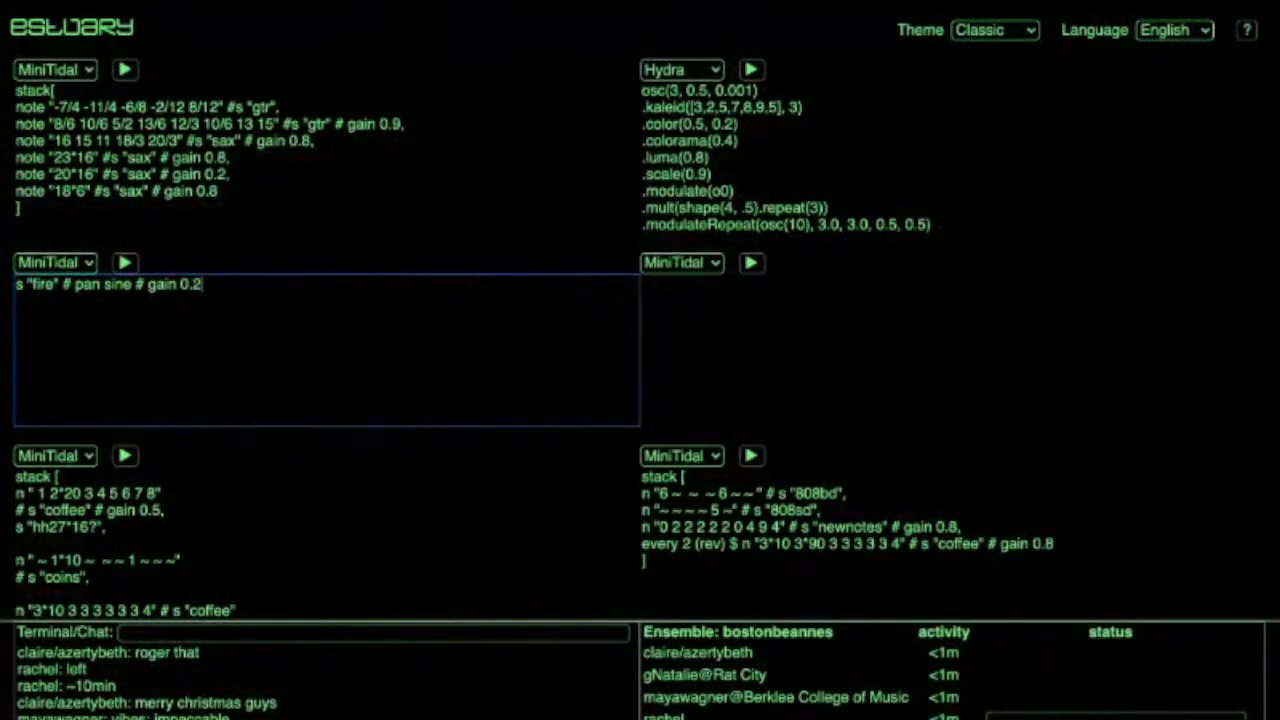 estuary
Theme Classic Language English ?
MiniTidal
stack[
note "-7/4 -11/4 -6/8 -2/12 8/12" #s "gtr",
note "8/6 10/6 5/2 13/6 12/3 10/6 13 15" #s "gtr" # gain 0.9,
note "16 15 11 18/3 20/3" #s "sax" # gain 0.8,
note "23*16" #s "sax" # gain 0.8,
note "20*16" #s "sax" # gain 0.2,
note "18*6" #s "sax" # gain 0.8
]
Hydra
osc(3, 0.5, 0.001)
.kaleid([3,2,5,7,8,9.5], 3)
.color(0.5, 0.2)
.colorama(0.4)
.luma(0.8)
.scale(0.9)
.modulate(o0)
.mult(shape(4, .5).repeat(3))
.modulateRepeat(osc(10), 3.0, 3.0, 0.5, 0.5)
MiniTidal
s "fire" # pan sine # gain 0.2
MiniTidal
MiniTidal
stack [
n " 1 2*20 3 4 5 6 7 8"
# s "coffee" # gain 0.5,
s "hh27*16?",
n " ~ 1*10 ~ ~ ~ 1 ~ ~ ~"
# s "coins",
n "3*10 3 3 3 3 3 3 4" # s "coffee"
MiniTidal
stack [
n "6 ~ ~ ~ 6 ~ ~" # s "808bd",
n "~ ~ ~ ~ 5 ~" # s "808sd",
n "0 2 2 2 2 2 0 4 9 4" # s "newnotes" # gain 0.8,
every 2 (rev) $ n "3*10 3*90 3 3 3 3 3 4" # s "coffee" # gain 0.8
]
Terminal/Chat:
claire/azertybeth: roger that
rachel: left
rachel: ~10min
claire/azertybeth: merry christmas guys
mayawagner: vibes: impeccable
Ensemble: bostonbeannes activity status
claire/azertybeth <1m
gNatalie@Rat City <1m
mayawagner@Berklee College of Music <1m
rachel <1m